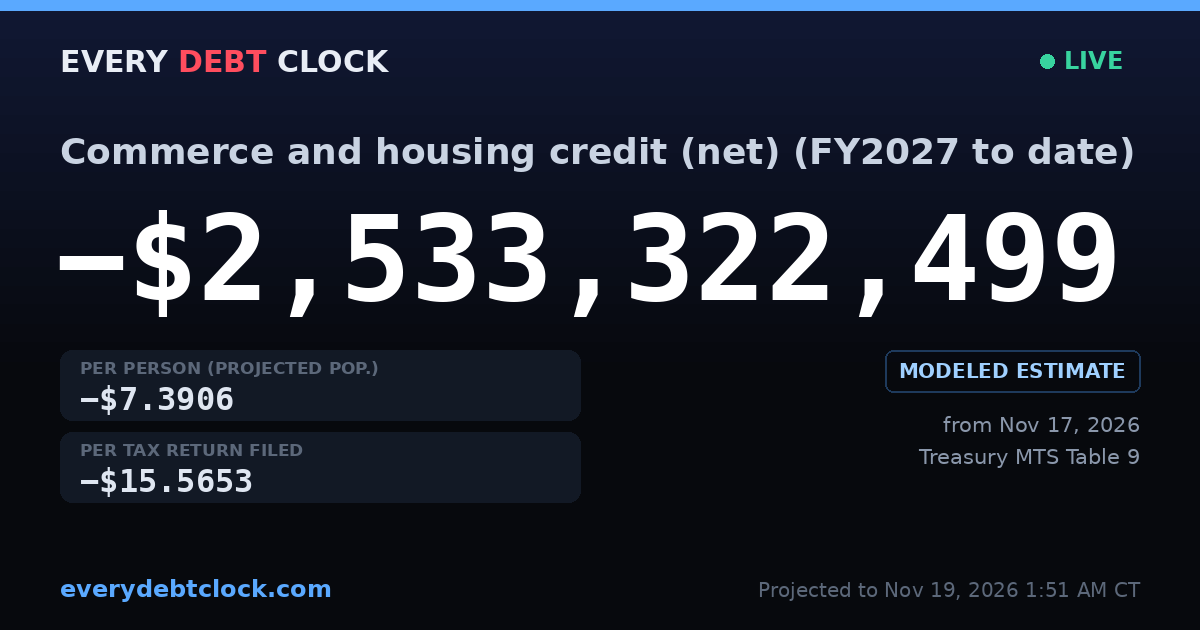 EVERY DEBT CLOCK
LIVE
Commerce and housing credit (net) (FY2027 to date)
−$2,533,322,499
PER PERSON (PROJECTED POP.)
−$7.3906
PER TAX RETURN FILED
−$15.5653
MODELED ESTIMATE
from Nov 17, 2026
Treasury MTS Table 9
everydebtclock.com
Projected to Nov 19, 2026 1:51 AM CT